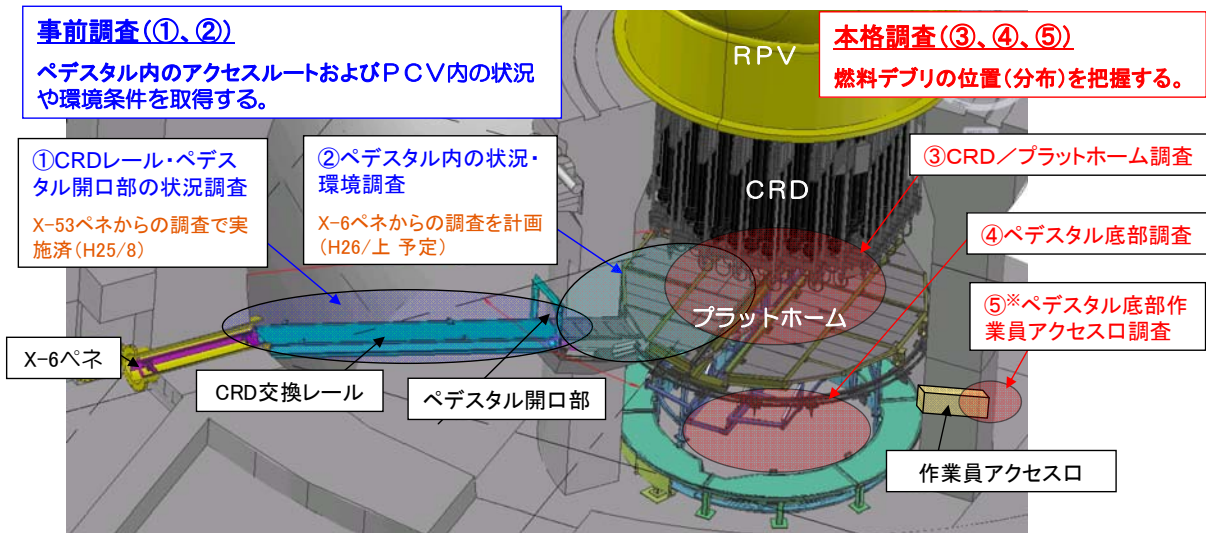 事前調査(①、②)
ペデスタル内のアクセスルートおよびPCV内の状況
や環境条件を取得する。
本格調査(③、④、⑤)
燃料デブリの位置(分布)を把握する。
RPV
①CRDレール・ペデス
タル開口部の状況調査
X-53ペネからの調査で実
施済(H25/8)
②ペデスタル内の状況・
環境調査
X-6ペネからの調査を計画
(H26/上 予定)
CRD
③CRD/プラットホーム調査
④ペデスタル底部調査
⑤※ペデスタル底部作
業員アクセス口調査
プラットホーム
X-6ペネ
CRD交換レール
ペデスタル開口部
作業員アクセス口